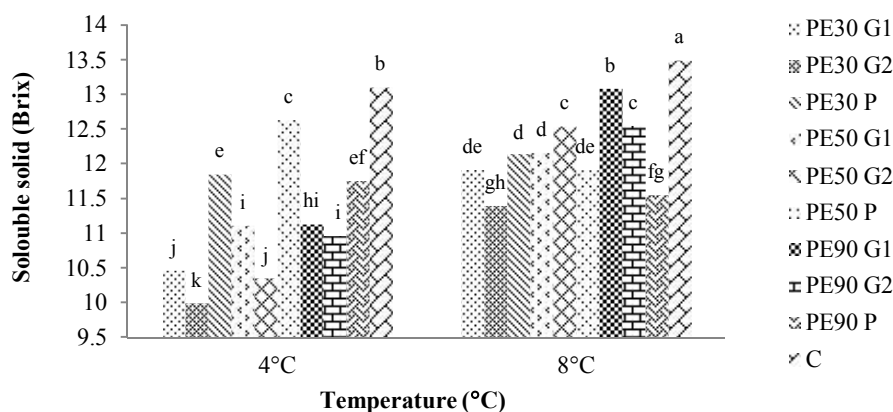 Solouble solid (Brix)
14
13.5
13
12.5
12
11.5
11
10.5
10
9.5
j
k
e
i
j
c
hi
i
ef
b
de
gh
d
d
c
de
b
c
fg
a
4°C
8°C
Temperature (°C)
PE30 G1
PE30 G2
PE30 P
PE50 G1
PE50 G2
PE50 P
PE90 G1
PE90 G2
PE90 P
C